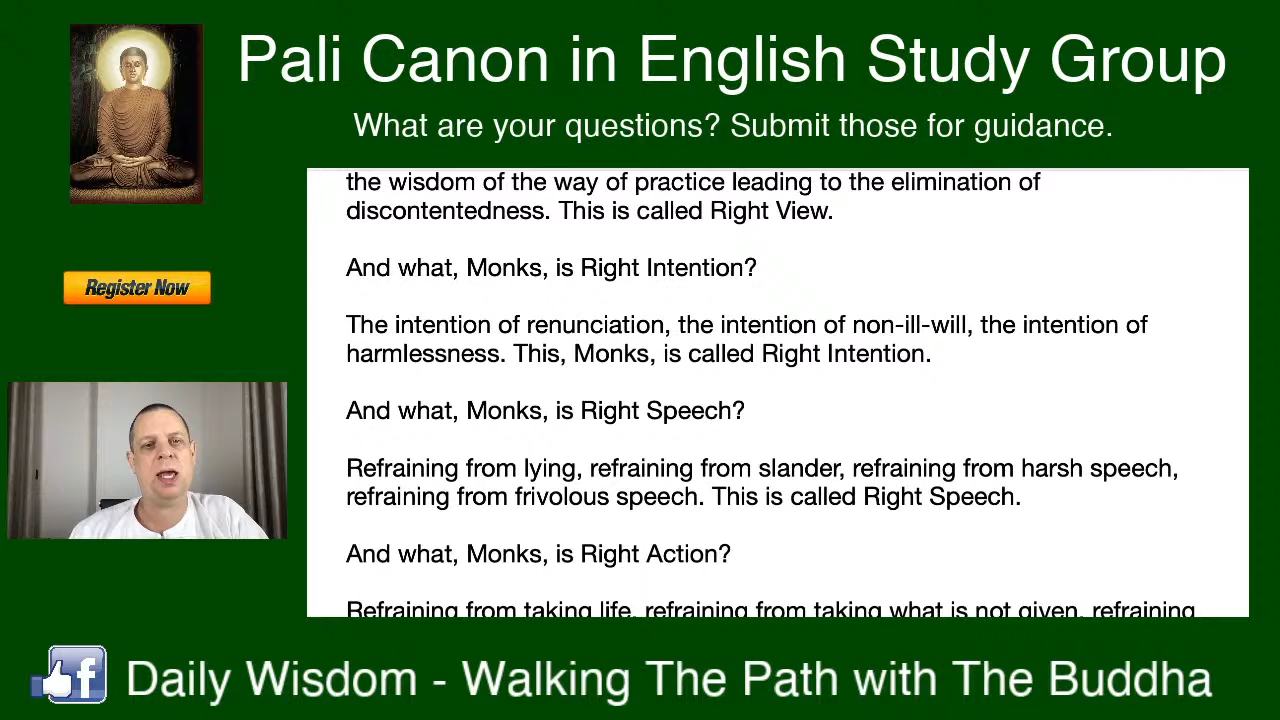 Pali Canon in English Study Group
What are your questions? Submit those for guidance.
the wisdom of the way of practice leading to the elimination of
discontentedness. This is called Right View.
And what, Monks, is Right Intention?
The intention of renunciation, the intention of non-ill-will, the intention of
harmlessness. This, Monks, is called Right Intention.
And what, Monks, is Right Speech?
Refraining from lying, refraining from slander, refraining from harsh speech,
refraining from frivolous speech. This is called Right Speech.
And what, Monks, is Right Action?
Refraining from taking life, refraining from taking what is not given, refraining
Register Now
f
Daily Wisdom - Walking The Path with The Buddha